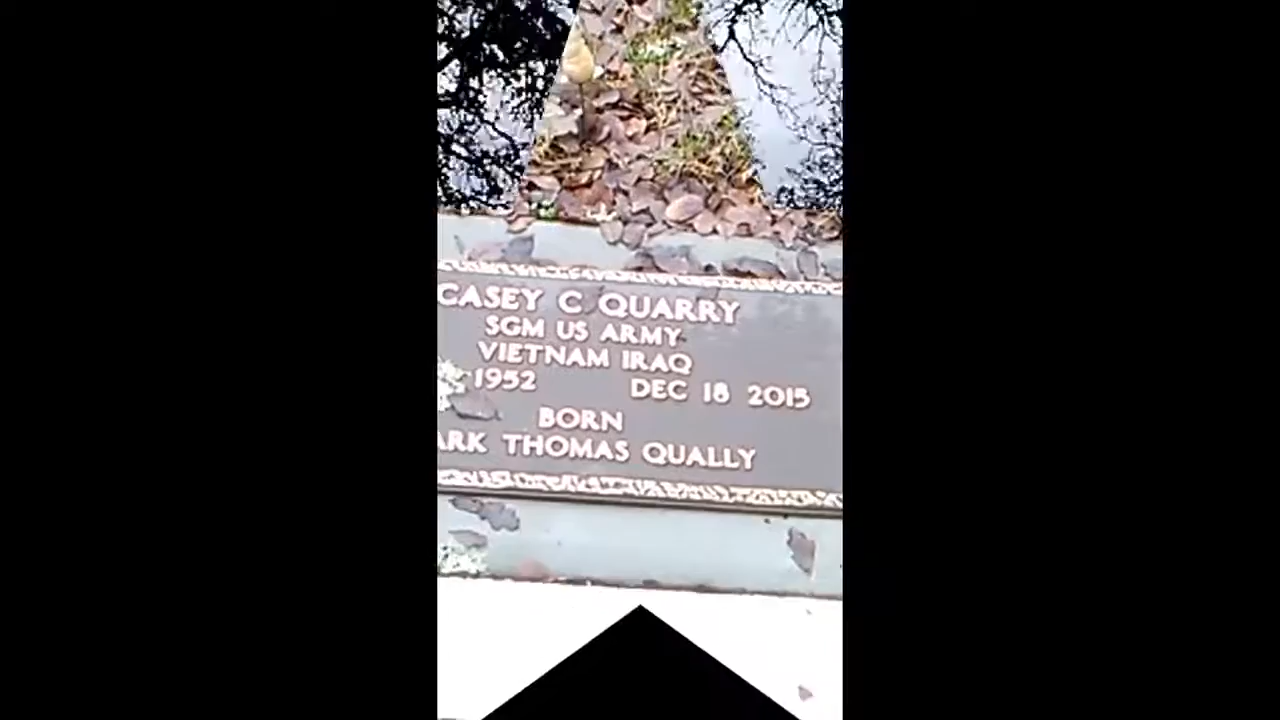 CASEY C QUARRY
SGM US ARMY
VIETNAM IRAQ
1952 DEC 18 2015
BORN
ARK THOMAS QUALLY